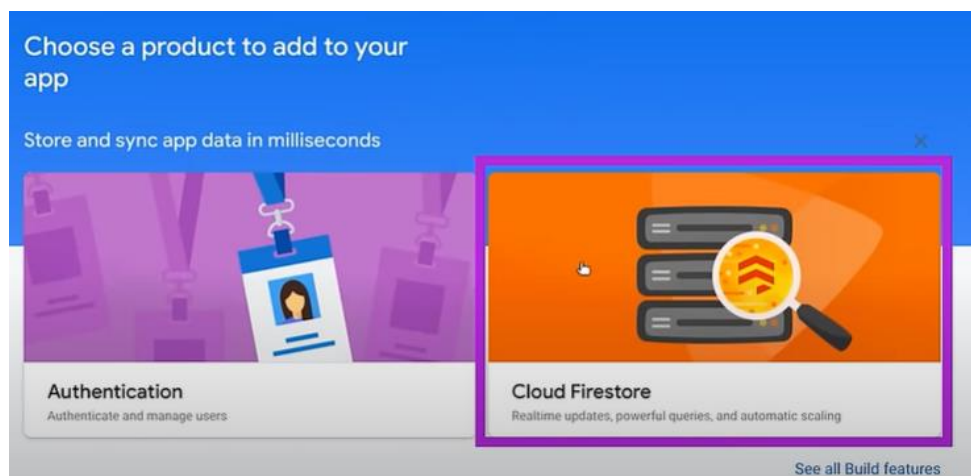 Choose a product to add to your
app
Store and sync app data in milliseconds
Authentication
Authenticate and manage users
Cloud Firestore
Realtime updates, powerful queries, and automatic scaling
See all Build features